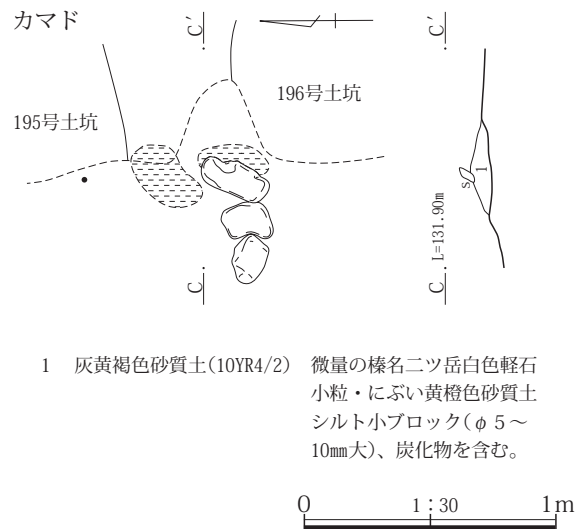 カマド
C′
C′
195号土坑
196号土坑
1
S
L=131.90m
C
C
1 灰黄褐色砂質土(10YR4/2) 微量の榛名二ツ岳白色軽石
小粒・にぶい黄橙色砂質土
シルト小ブロック(φ5～
10㎜大)、炭化物を含む。
0 1：30 1m